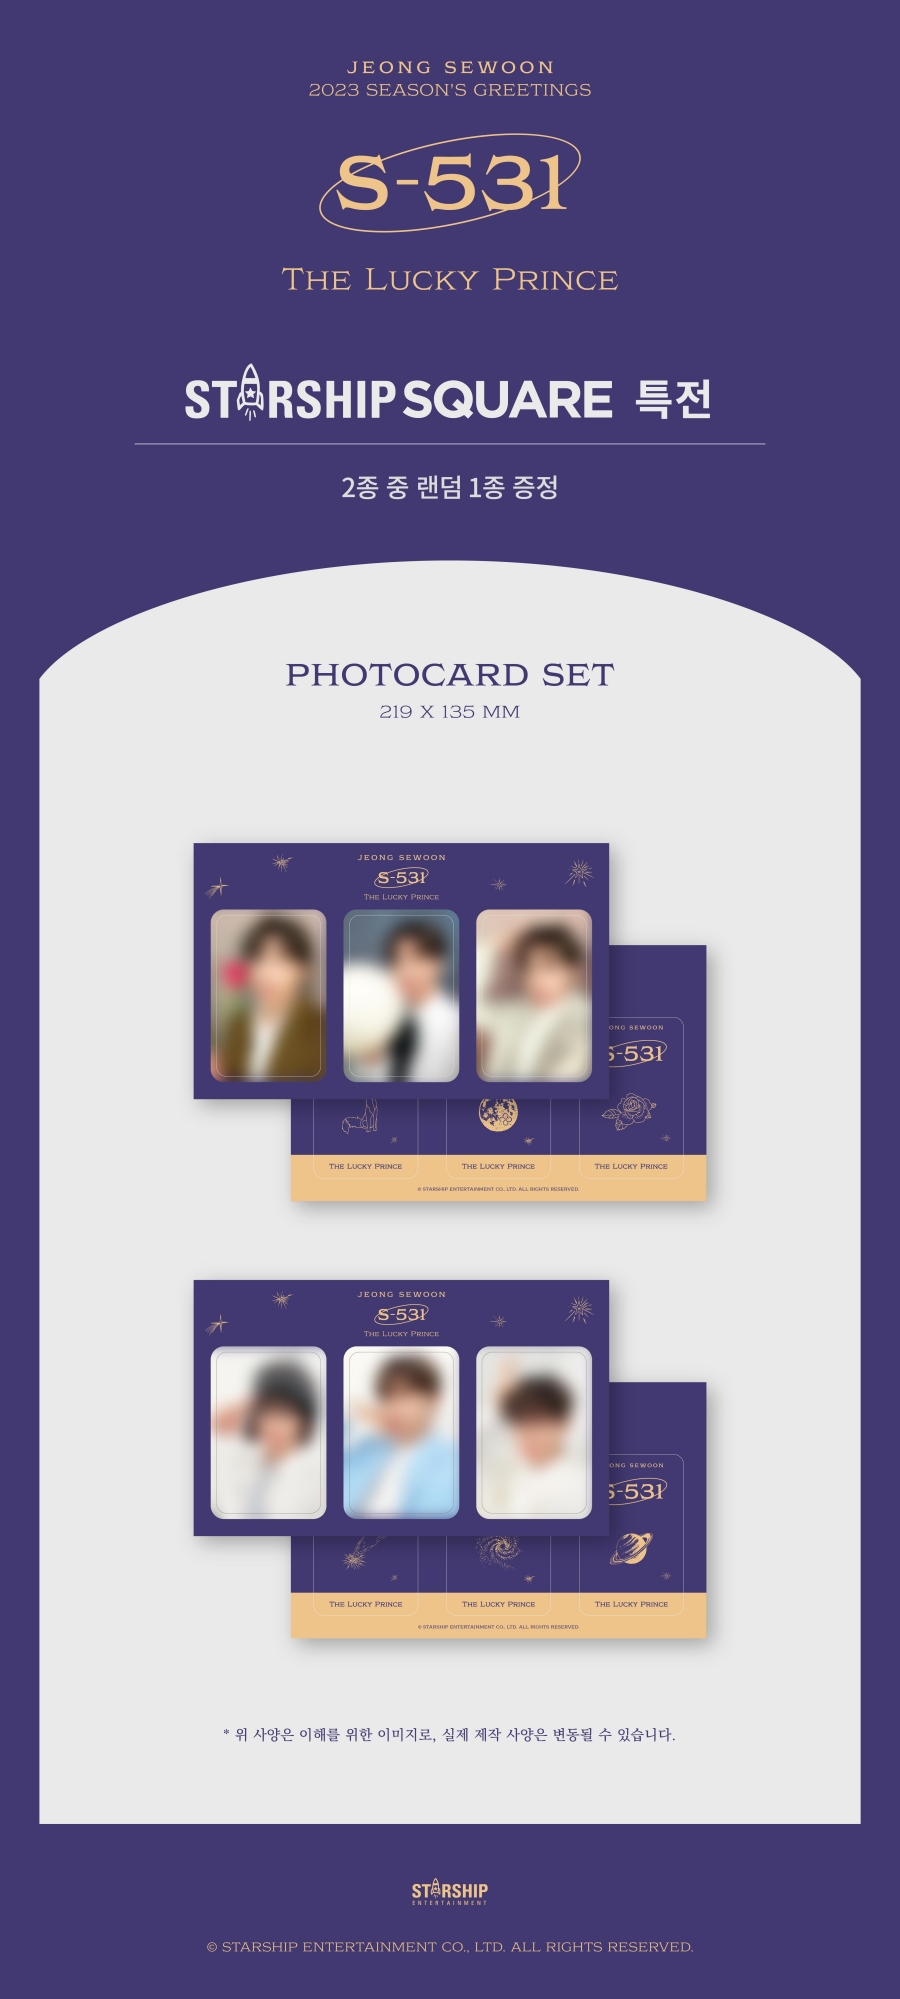 JEONG SEWOON
2023 SEASON'S GREETINGS
S-531
THE LUCKY PRINCE
STARSHIP SQUARE 특전
2종 중 랜덤 1종 증정
PHOTOCARD SET
219 X 135 MM
JEONG SEWOON
S-531
THE LUCKY PRINCE
ONG SEWOON
S-531
THE LUCKY PRINCE THE LUCKY PRINCE THE LUCKY PRINCE
© STARSHIP ENTERTAINMENT CO., LTD. ALL RIGHTS RESERVED.
JEONG SEWOON
S-531
THE LUCKY PRINCE
ONG SEWOON
S-531
THE LUCKY PRINCE THE LUCKY PRINCE THE LUCKY PRINCE
© STARSHIP ENTERTAINMENT CO., LTD. ALL RIGHTS RESERVED.
* 위 사양은 이해를 위한 이미지로, 실제 제작 사양은 변동될 수 있습니다.
STARSHIP
ENTERTAINMENT
© STARSHIP ENTERTAINMENT CO., LTD. ALL RIGHTS RESERVED.